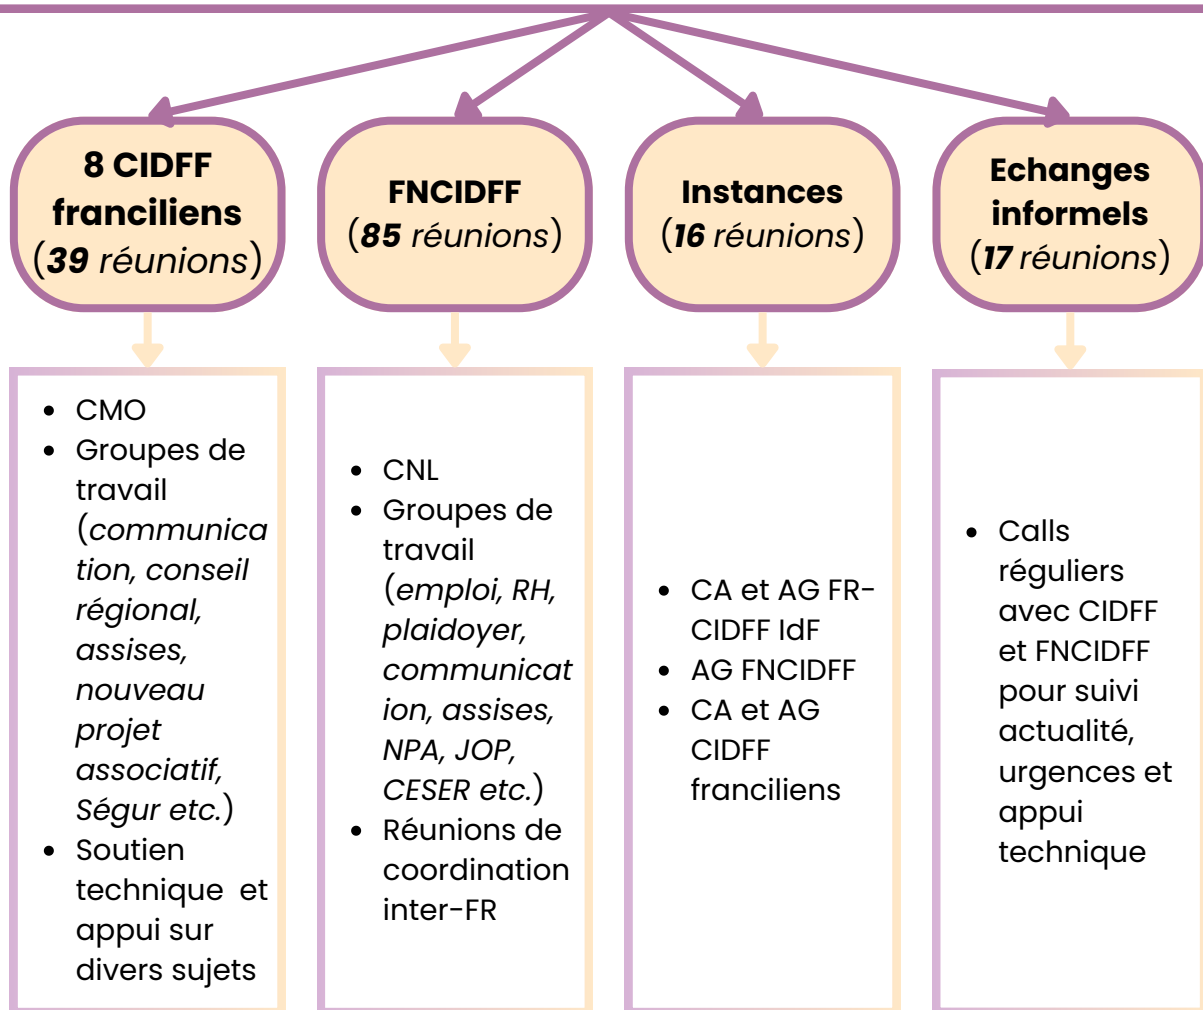 8 CIDFF
franciliens
(39 réunions)
FNCIDFF
(85 réunions)
Instances
(16 réunions)
Echanges
informels
(17 réunions)
• CMO
• Groupes de
travail
(communica
tion, conseil
régional,
assises,
nouveau
projet
associatif,
Ségur etc.)
• Soutien
technique et
appui sur
divers sujets
• CNL
• Groupes de
travail
(emploi, RH,
plaidoyer,
communicat
ion, assises,
NPA, JOP,
CESER etc.)
• Réunions de
coordination
inter-FR
• CA et AG FR-
CIDFF IdF
• AG FNCIDFF
• CA et AG
CIDFF
franciliens
• Calls
réguliers
avec CIDFF
et FNCIDFF
pour suivi
actualité,
urgences et
appui
technique